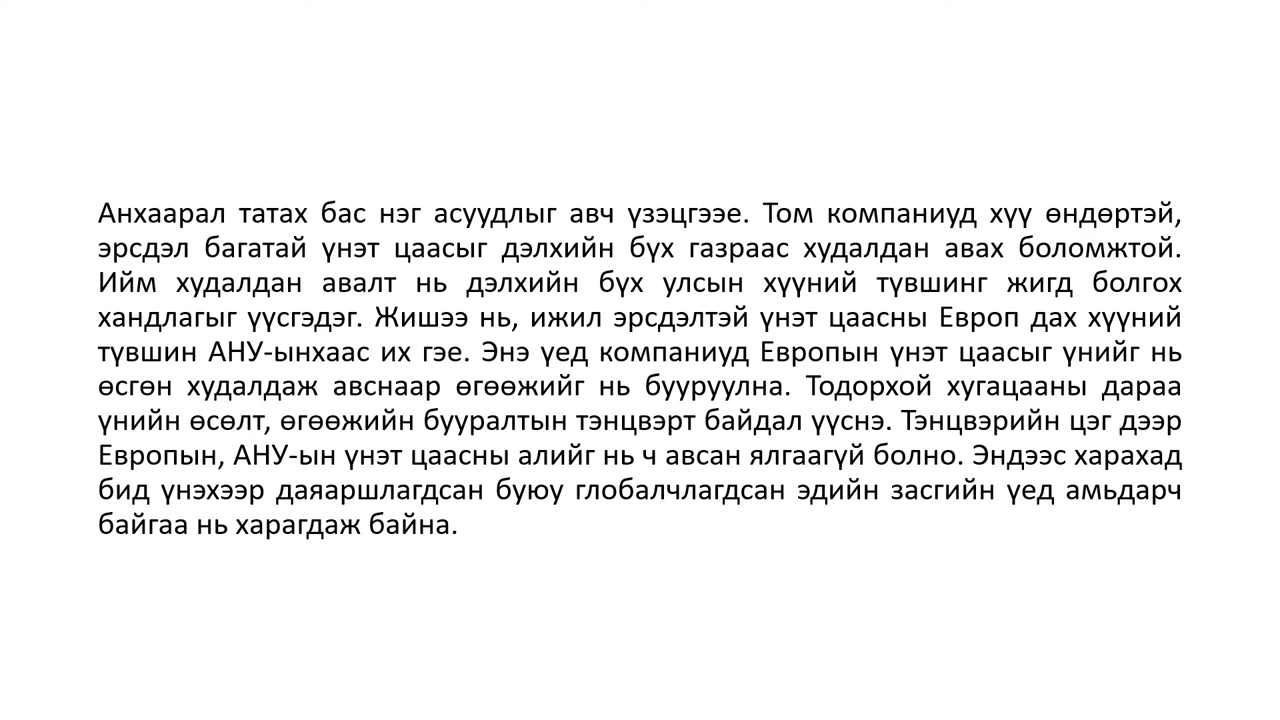 Анхаарал татах бас нэг асуудлыг авч үзэцгээе. Том компаниуд хүү өндөртэй,
эрсдэл багатай үнэт цаасыг дэлхийн бүх газраас худалдан авах боломжтой.
Ийм худалдан авалт нь дэлхийн бүх улсын хүүний түвшинг жигд болгох
хандлагыг үүсгэдэг. Жишээ нь, ижил эрсдэлтэй үнэт цаасны Европ дах хүүний
түвшин АНУ-ынхаас их гэе. Энэ үед компаниуд Европын үнэт цаасыг үнийг нь
өсгөн худалдаж авснаар өгөөжийг нь бууруулна. Тодорхой хугацааны дараа
үнийн өсөлт, өгөөжийн бууралтын тэнцвэрт байдал үүснэ. Тэнцвэрийн цэг дээр
Европын, АНУ-ын үнэт цаасны алийг нь ч авсан ялгаагүй болно. Эндээс харахад
бид үнэхээр даяаршлагдсан буюу глобалчлагдсан эдийн засгийн үед амьдарч
байгаа нь харагдаж байна.